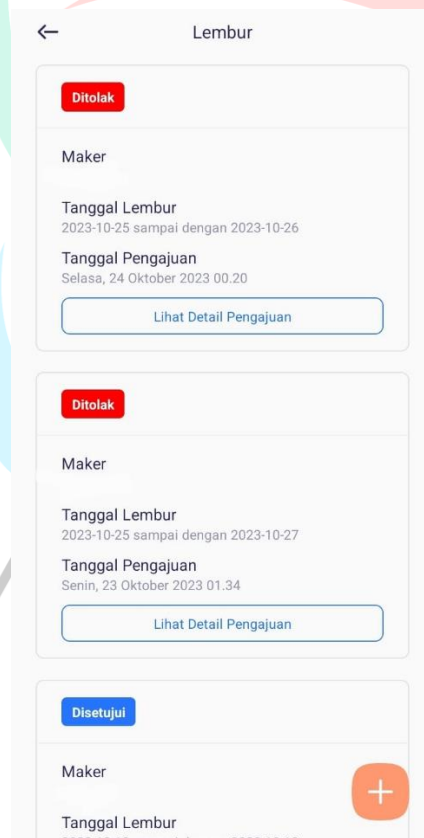 Lembur
Ditolak
Maker
Tanggal Lembur
2023-10-25 sampai dengan 2023-10-26
Tanggal Pengajuan
Selasa, 24 Oktober 2023 00.20
Lihat Detail Pengajuan
Ditolak
Maker
Tanggal Lembur
2023-10-25 sampai dengan 2023-10-27
Tanggal Pengajuan
Senin, 23 Oktober 2023 01.34
Lihat Detail Pengajuan
Disetujui
Maker
Tanggal Lembur